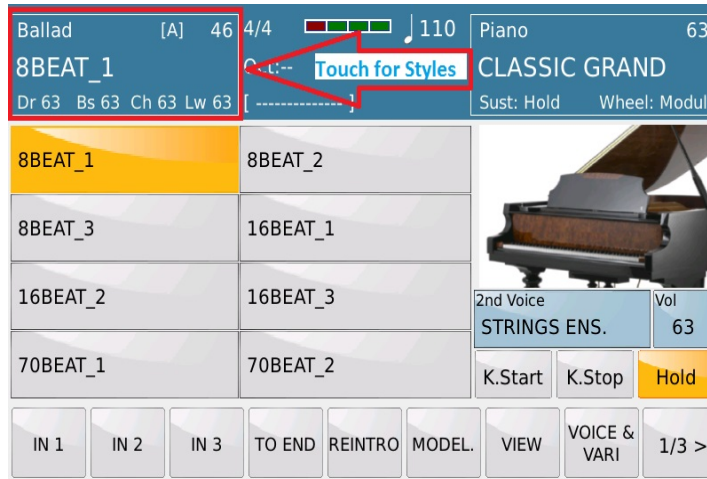 Ballad [A] 46
8BEAT_1
Dr 63 Bs 63 Ch 63 Lw 63
4/4 110
Touch for Styles
[ -------------- ]
Piano 63
CLASSIC GRAND
Sust: Hold Wheel: Modul
8BEAT_1
8BEAT_2
8BEAT_3
16BEAT_1
16BEAT_2
16BEAT_3
70BEAT_1
70BEAT_2
2nd Voice
STRINGS ENS.
Vol
63
K.Start
K.Stop
Hold
IN 1
IN 2
IN 3
TO END
REINTRO
MODEL.
VIEW
VOICE &
VARI
1/3 >